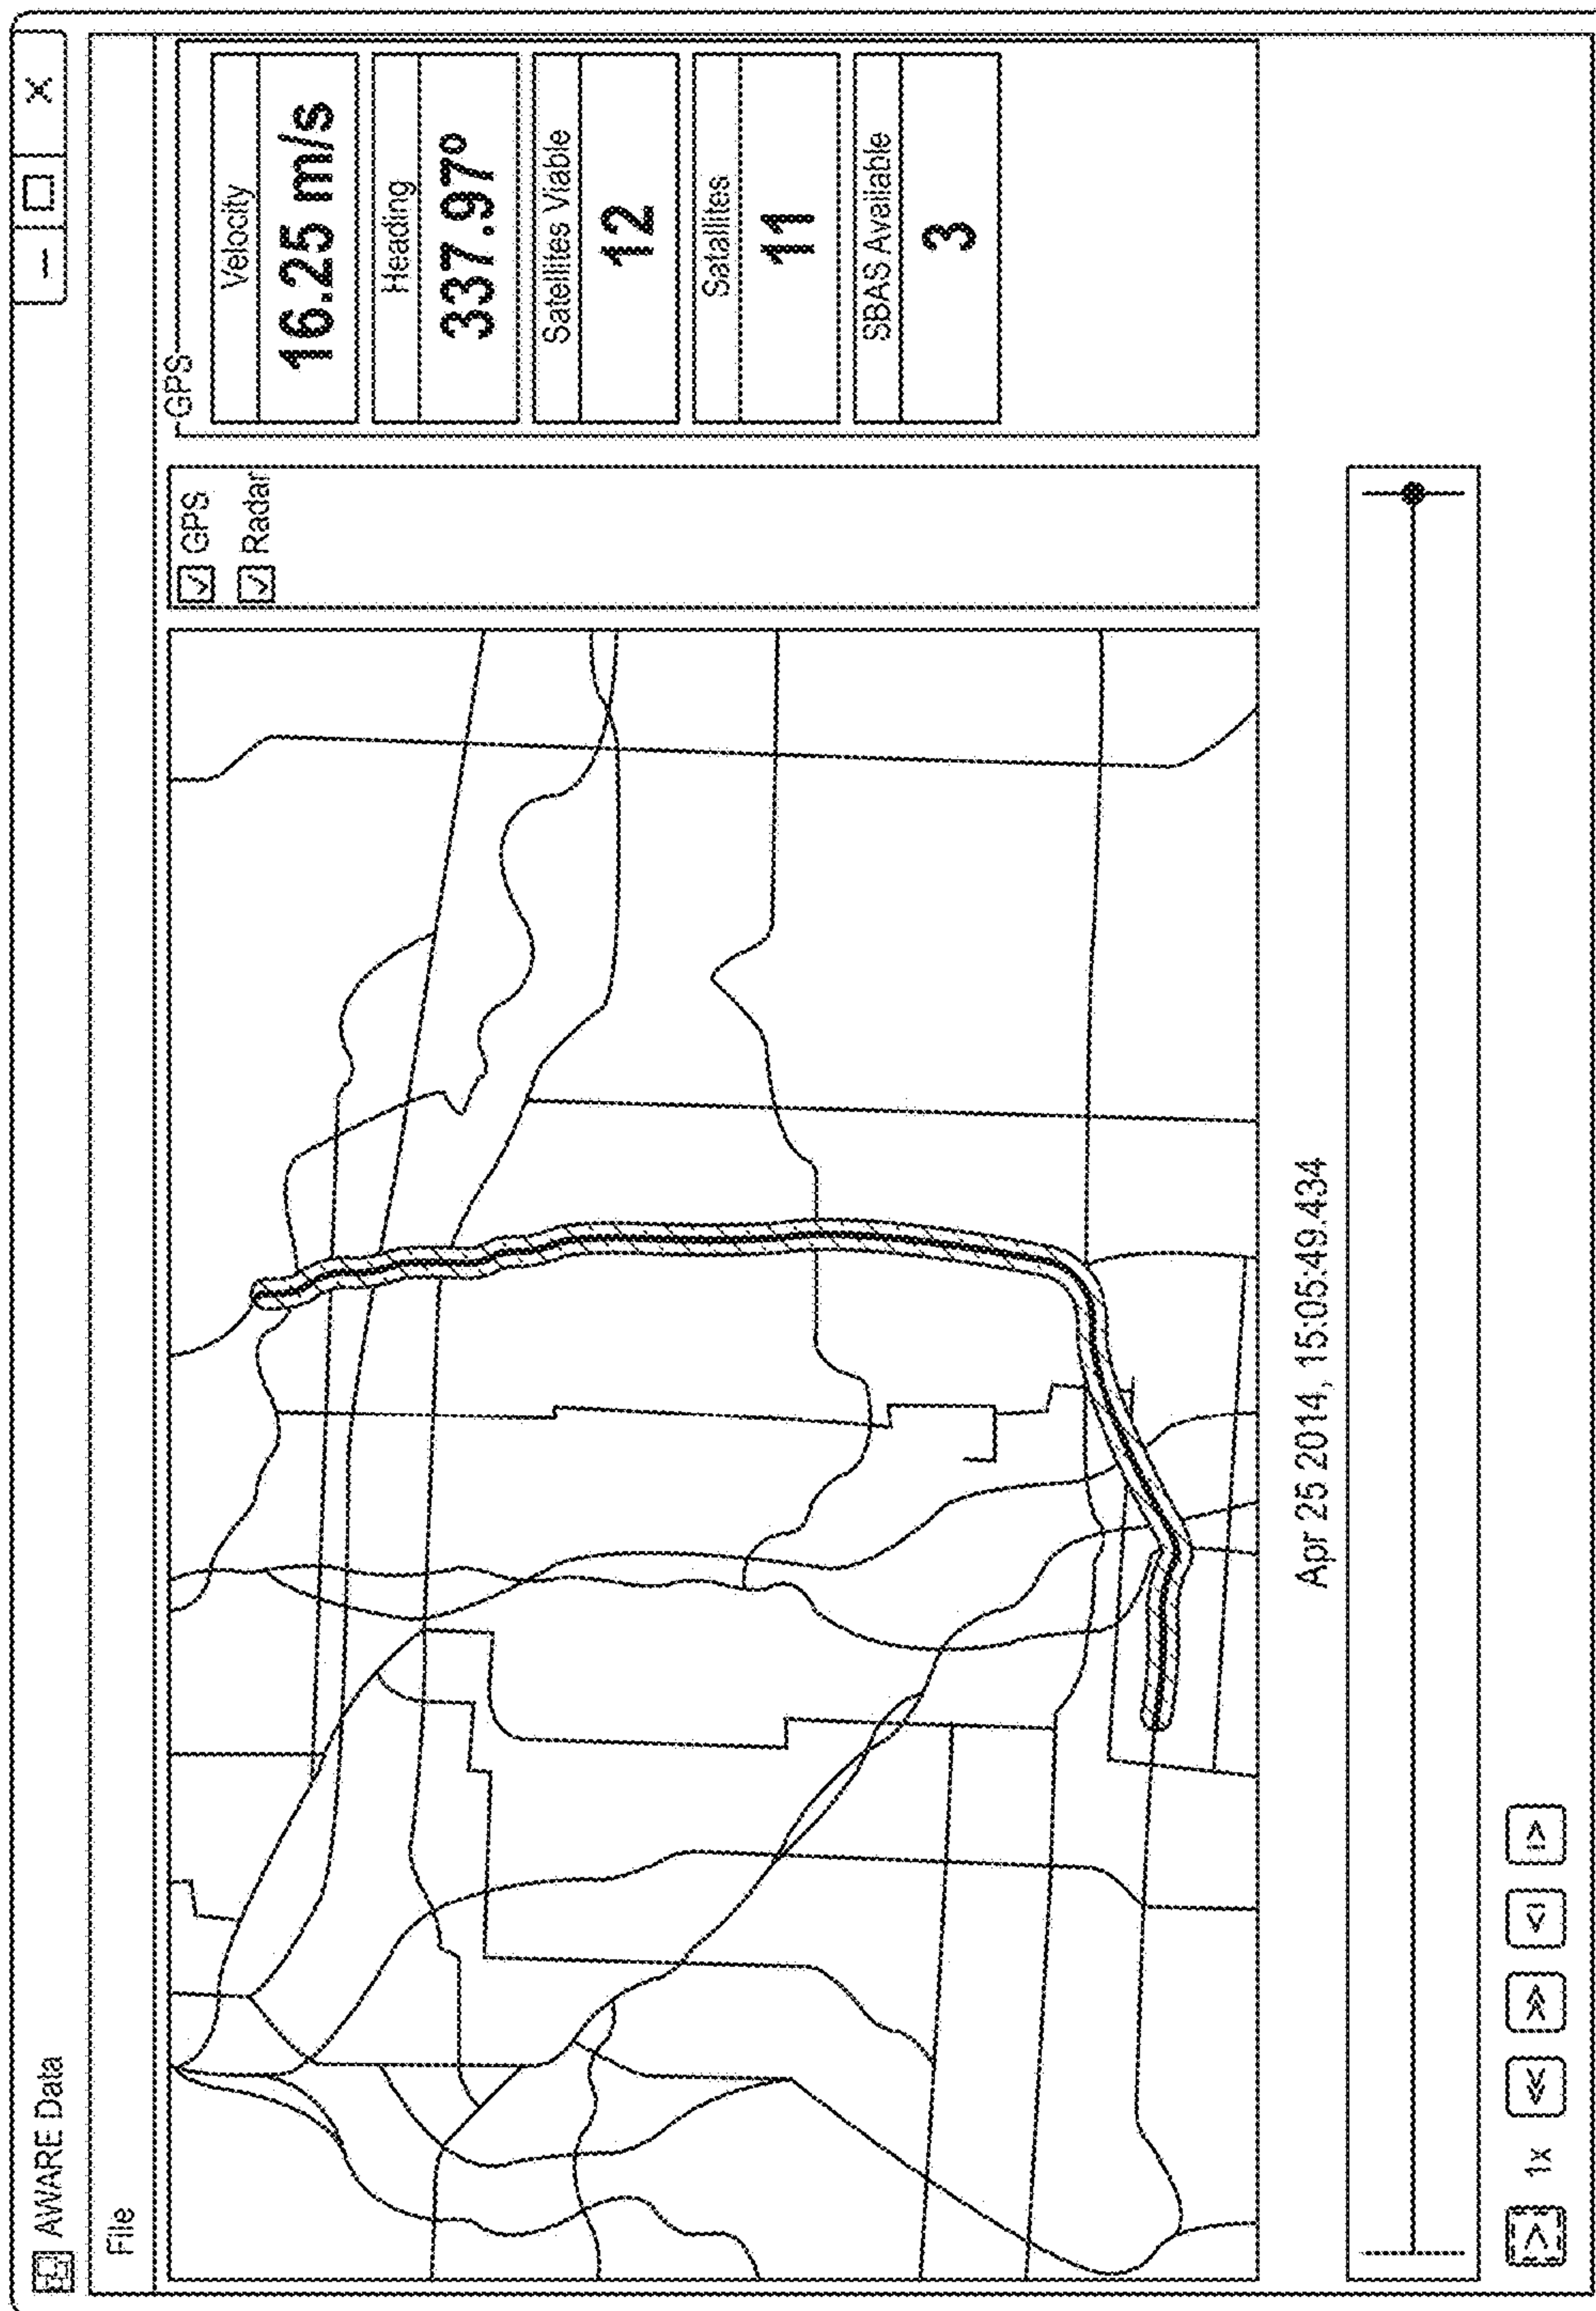 AWARE Data
File
GPS
Radar
GPS
Velocity
16.25 m/s
Heading
337.97°
Satellites Viable
12
Satallites
11
SBAS Available
3
Apr 25 2014, 15:05:49.434
1x